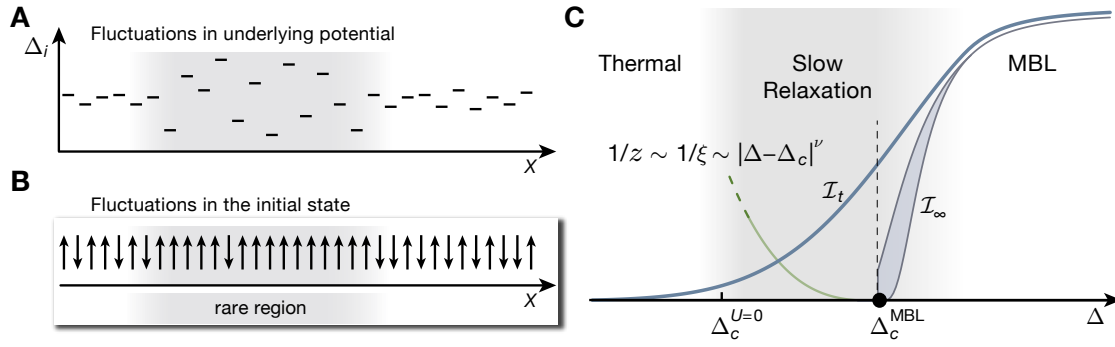 A
Fluctuations in underlying potential
Δᵢ
X
B
Fluctuations in the initial state
X
rare region
C
Thermal
Slow
Relaxation
MBL
1/z ∼ 1/ξ ∼ |Δ−Δ_c|^ν
ℐ_t
ℐ_∞
Δ_c^{U=0}
Δ_c^{MBL}
Δ